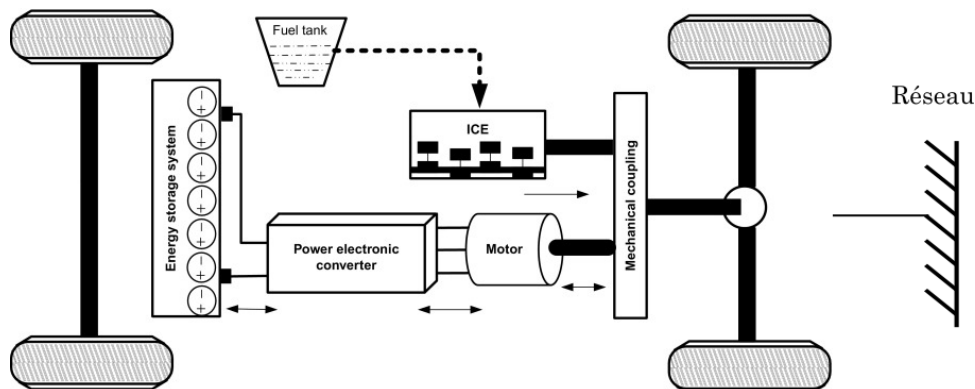 Fuel tank
Réseau
ICE
Energy storage system
Mechanical coupling
Power electronic
converter
Motor